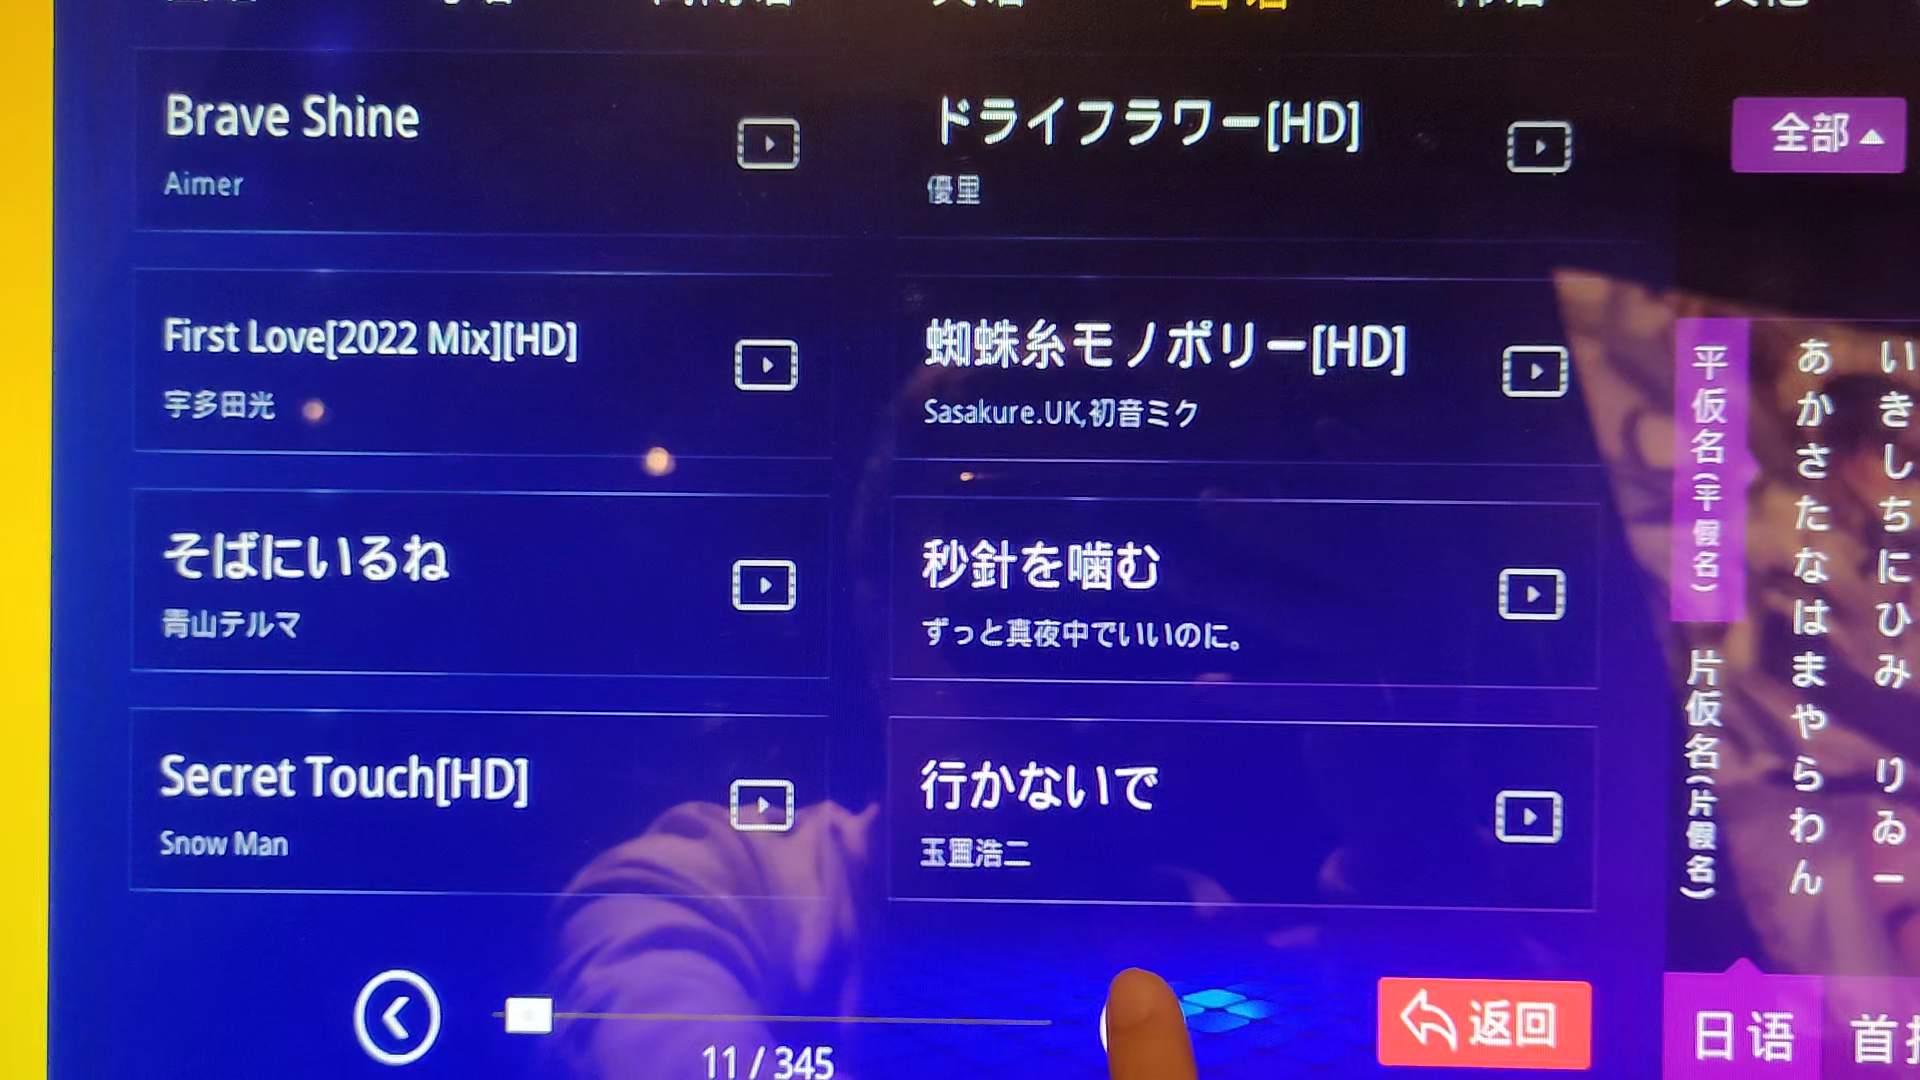 日语
Brave Shine
Aimer
ドライフラワー[HD]
優里
全部
First Love[2022 Mix][HD]
宇多田光
蜘蛛糸モノポリー[HD]
Sasakure.UK,初音ミク
そばにいるね
青山テルマ
秒針を噛む
ずっと真夜中でいいのに。
Secret Touch[HD]
Snow Man
行かないで
玉置浩二
平仮名(平假名)
片仮名(片假名)
あ い
か き
さ し
た ち
な に
は ひ
ま み
や
ら り
わ ゐ
ん ー
11 / 345
返回
日语
首